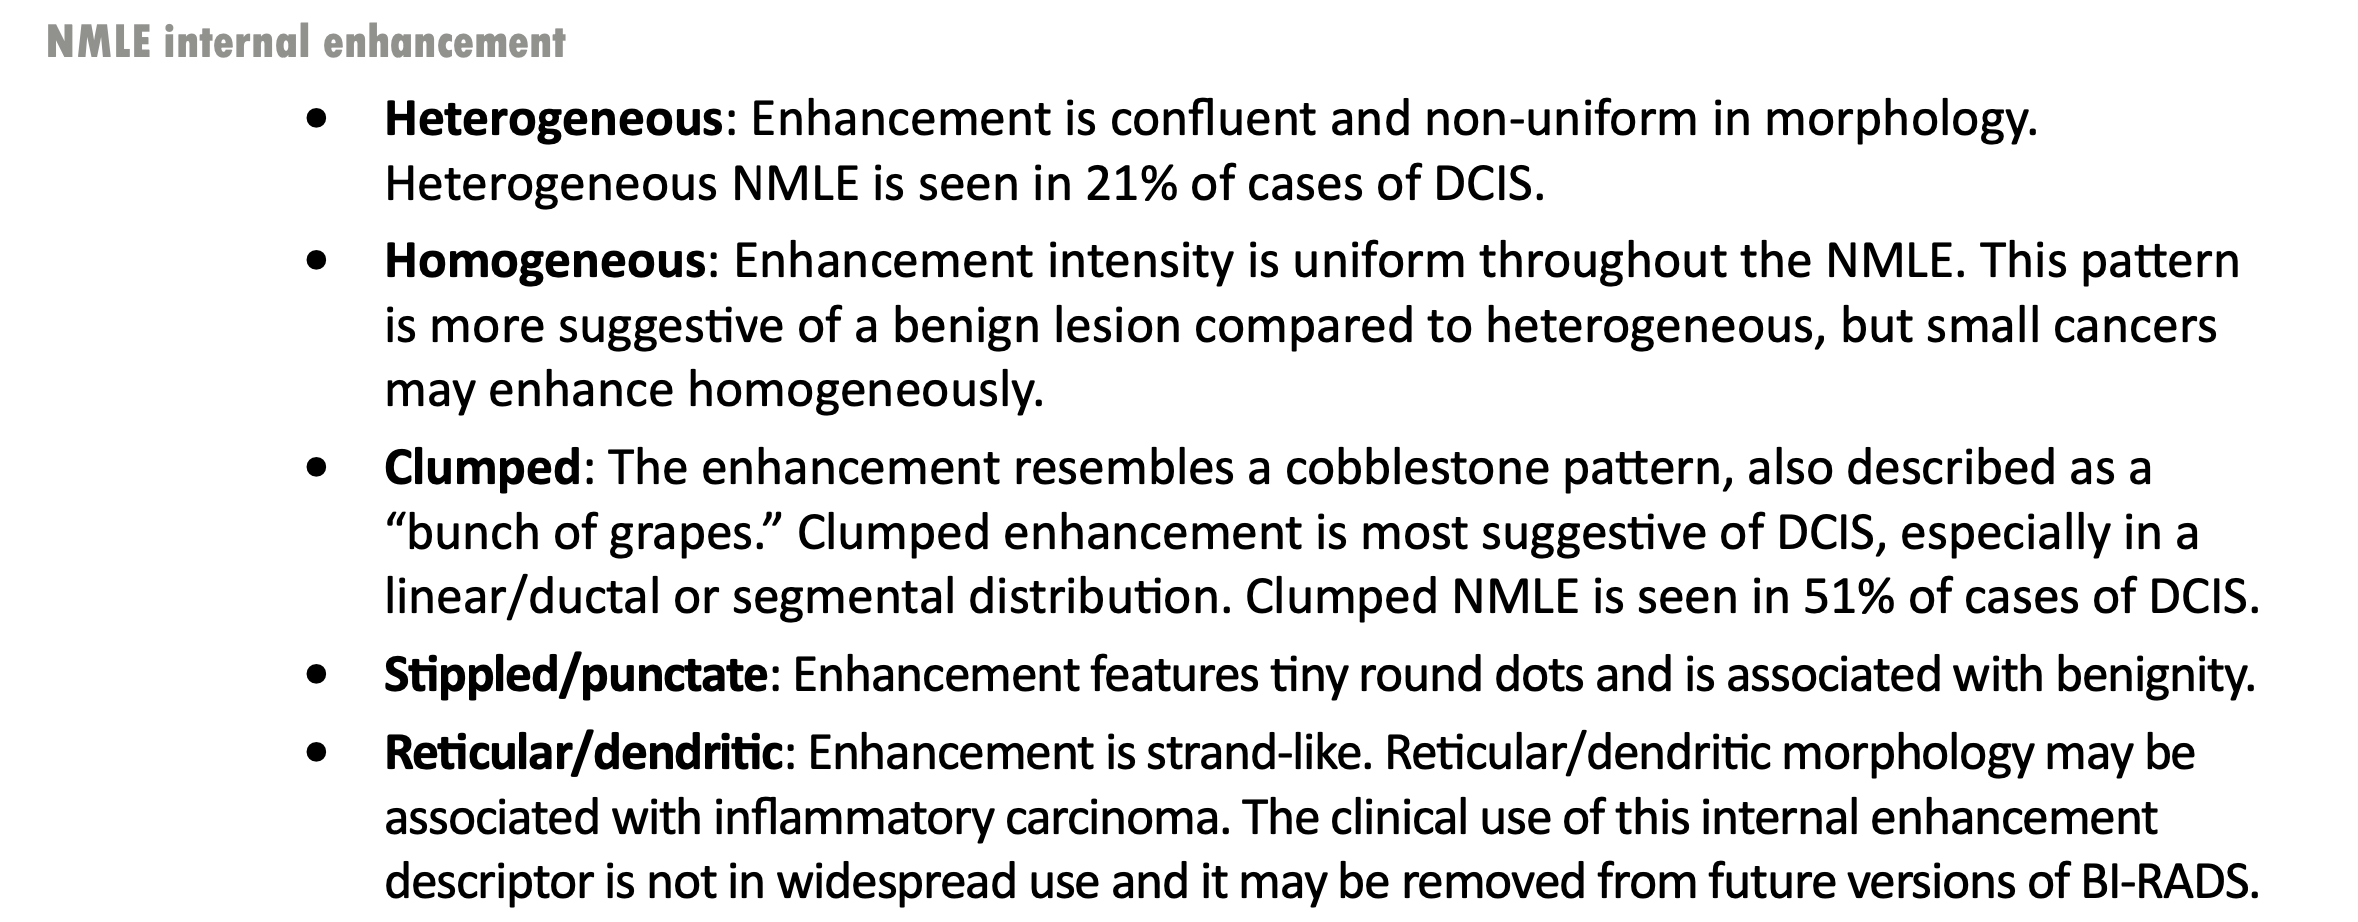 NMLE internal enhancement
• Heterogeneous: Enhancement is confluent and non-uniform in morphology.
Heterogeneous NMLE is seen in 21% of cases of DCIS.
• Homogeneous: Enhancement intensity is uniform throughout the NMLE. This pattern
is more suggestive of a benign lesion compared to heterogeneous, but small cancers
may enhance homogeneously.
• Clumped: The enhancement resembles a cobblestone pattern, also described as a
“bunch of grapes.” Clumped enhancement is most suggestive of DCIS, especially in a
linear/ductal or segmental distribution. Clumped NMLE is seen in 51% of cases of DCIS.
• Stippled/punctate: Enhancement features tiny round dots and is associated with benignity.
• Reticular/dendritic: Enhancement is strand-like. Reticular/dendritic morphology may be
associated with inflammatory carcinoma. The clinical use of this internal enhancement
descriptor is not in widespread use and it may be removed from future versions of BI-RADS.